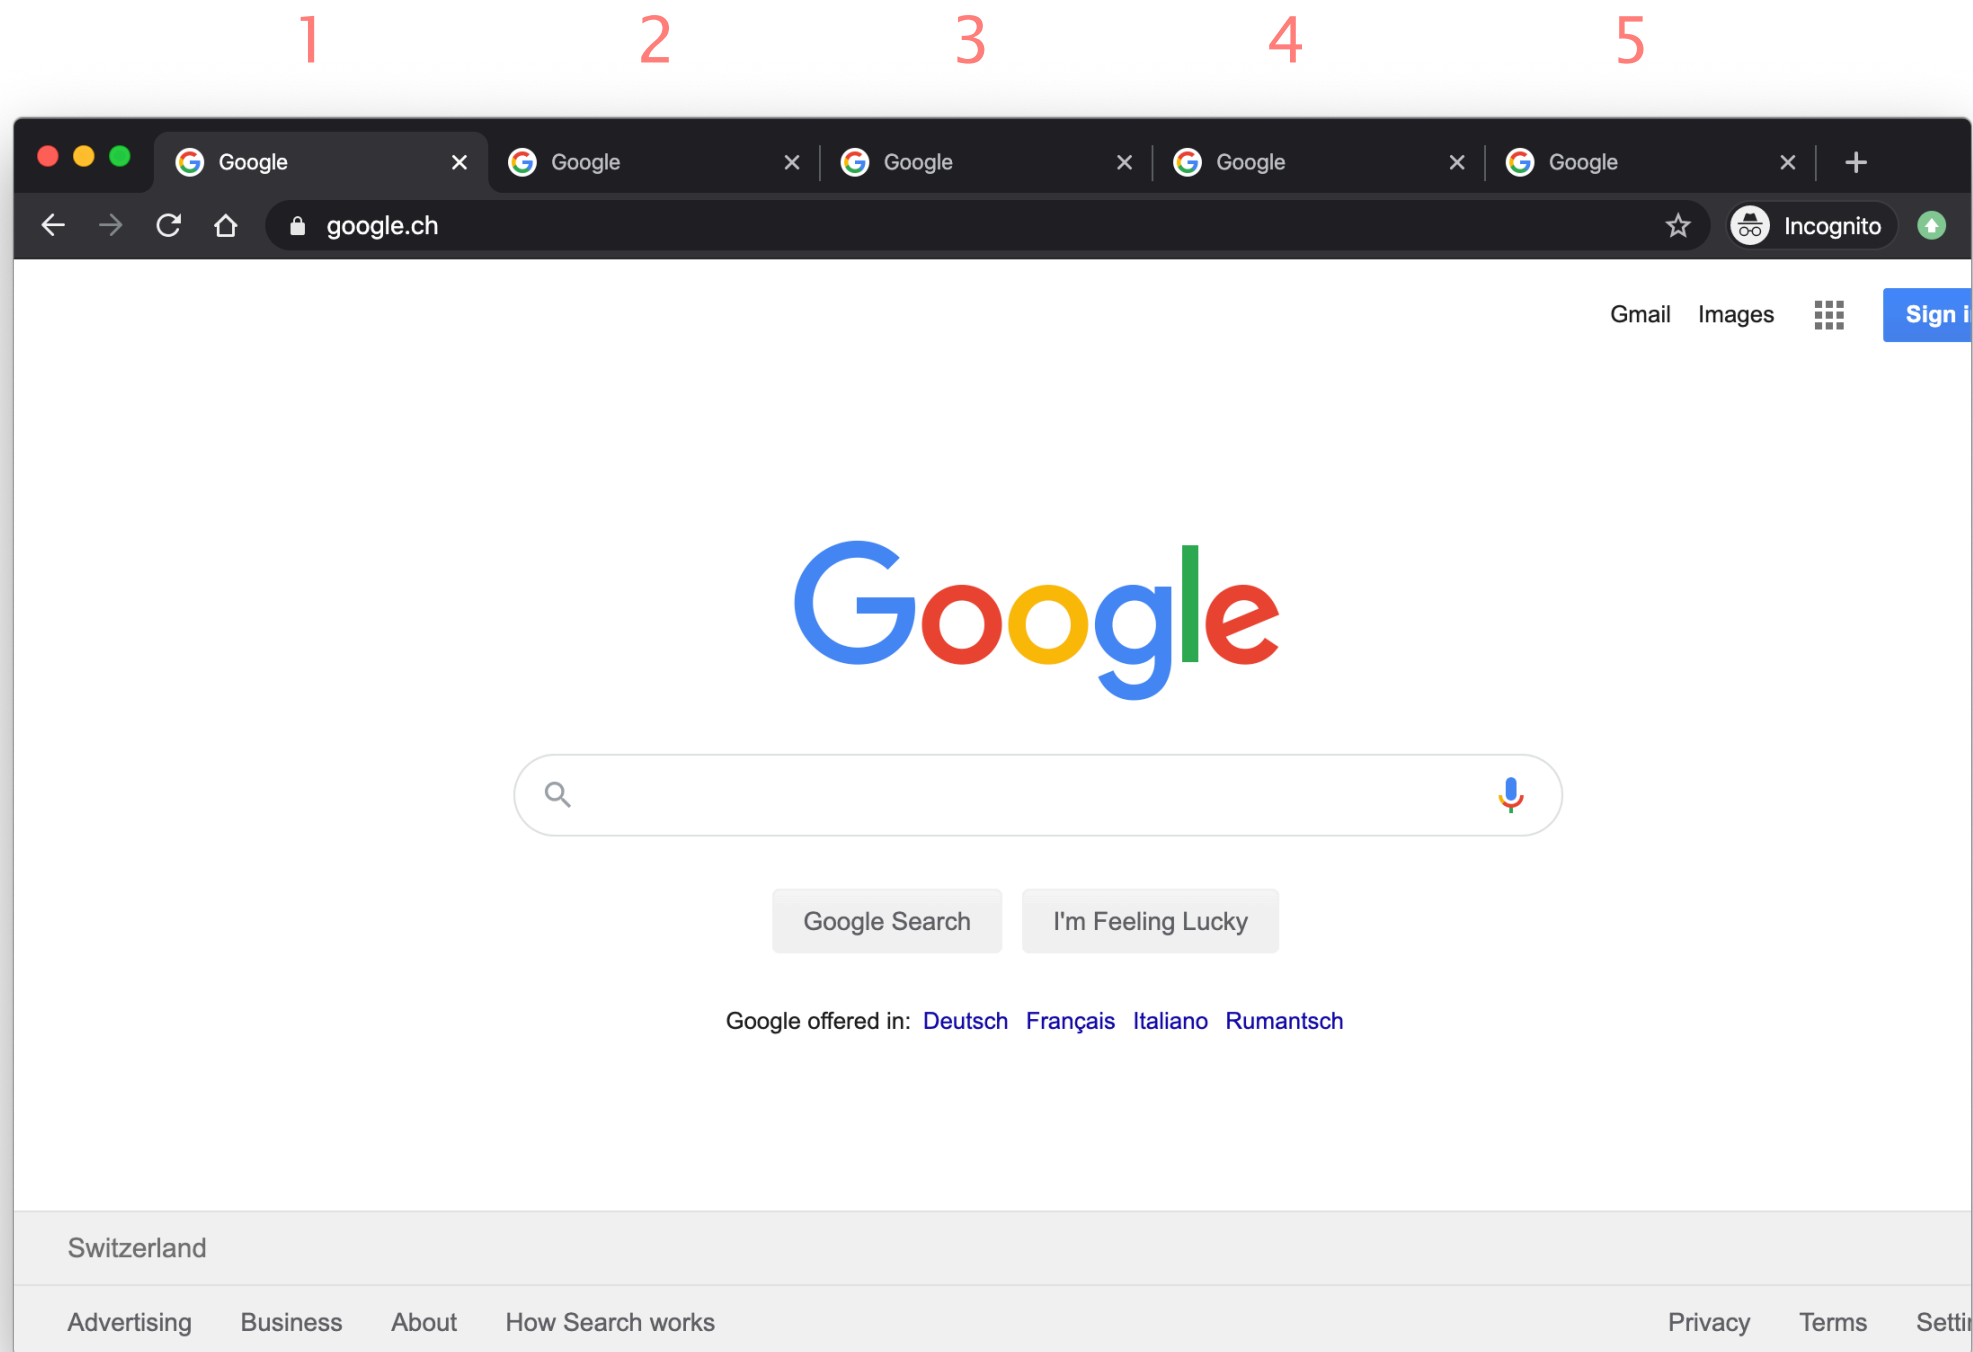 1 2 3 4 5
Google Google Google Google Google
google.ch Incognito
Gmail Images Sign i
Google
Google Search I'm Feeling Lucky
Google offered in: Deutsch Français Italiano Rumantsch
Switzerland
Advertising Business About How Search works Privacy Terms Setti